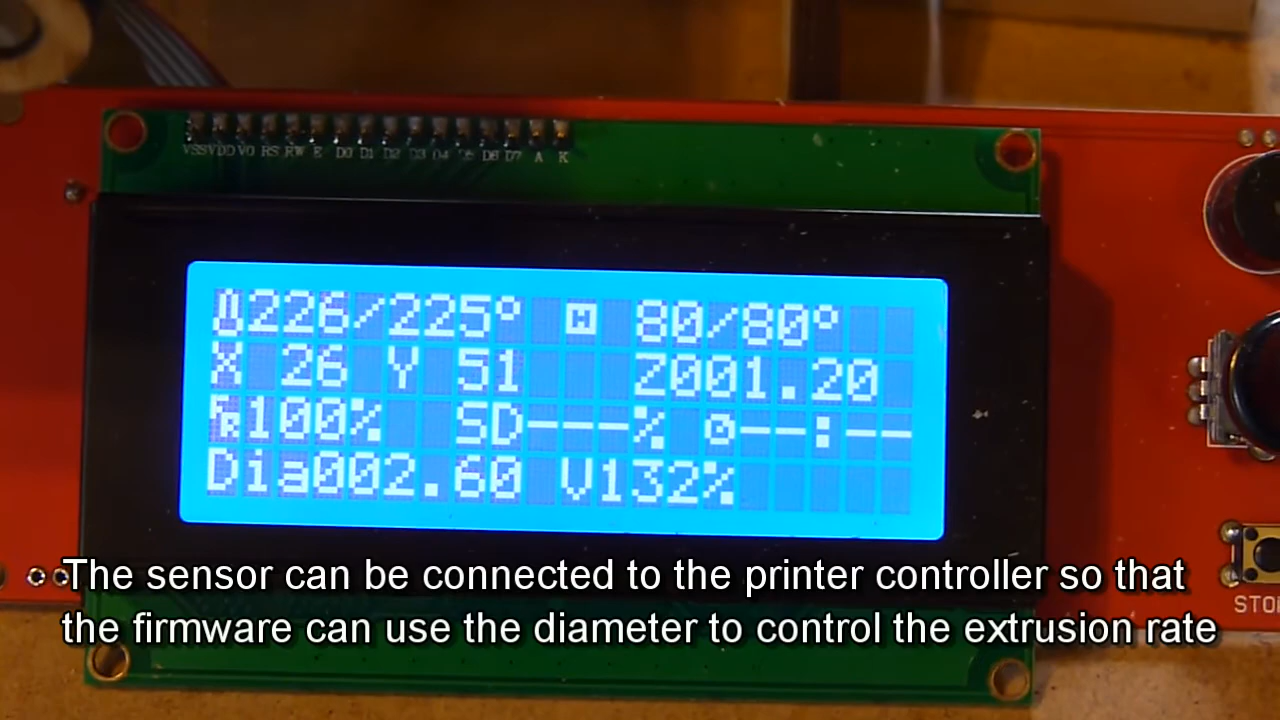 VSS VDD VO RS RW E D0 D1 D2 D3 D4 D5 D6 D7 A K
226/225° H 80/80°
X 26 Y 51 Z001.20
FR100% SD---% --:--
Dia002.60 V132%
The sensor can be connected to the printer controller so that
the firmware can use the diameter to control the extrusion rate